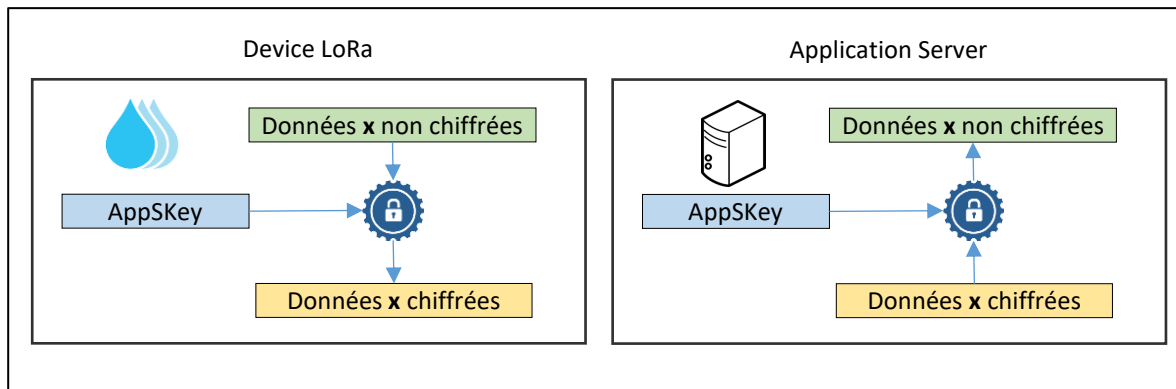 Device LoRa
Données x non chiffrées
AppSKey
Données x chiffrées
Application Server
Données x non chiffrées
AppSKey
Données x chiffrées